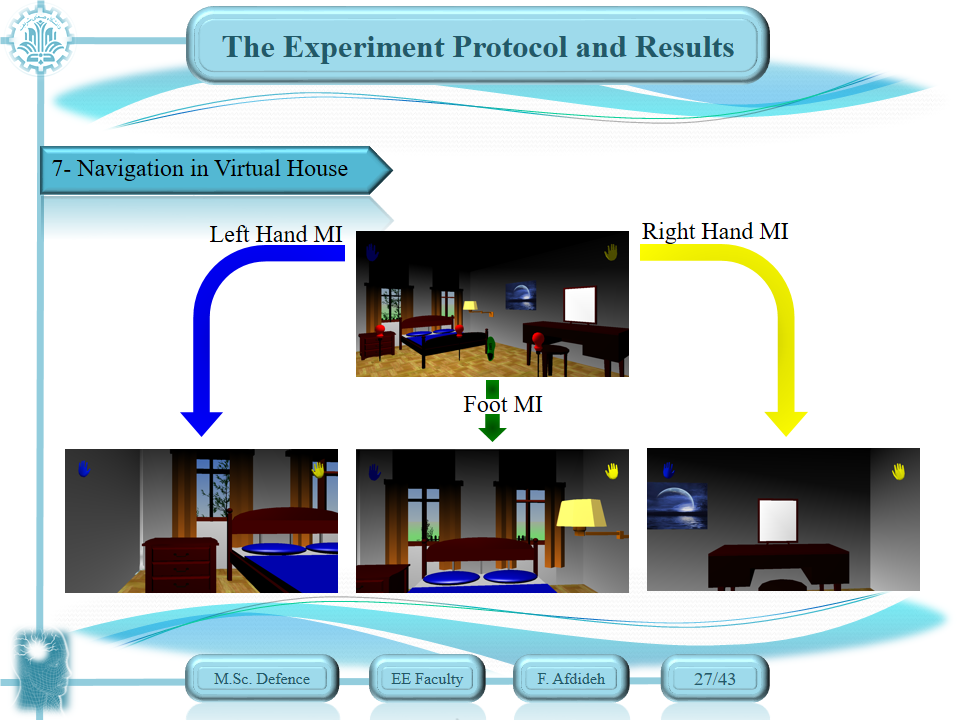 The Experiment Protocol and Results
7- Navigation in Virtual House
Left Hand MI
Right Hand MI
Foot MI
M.Sc. Defence
EE Faculty
F. Afdideh
27/43